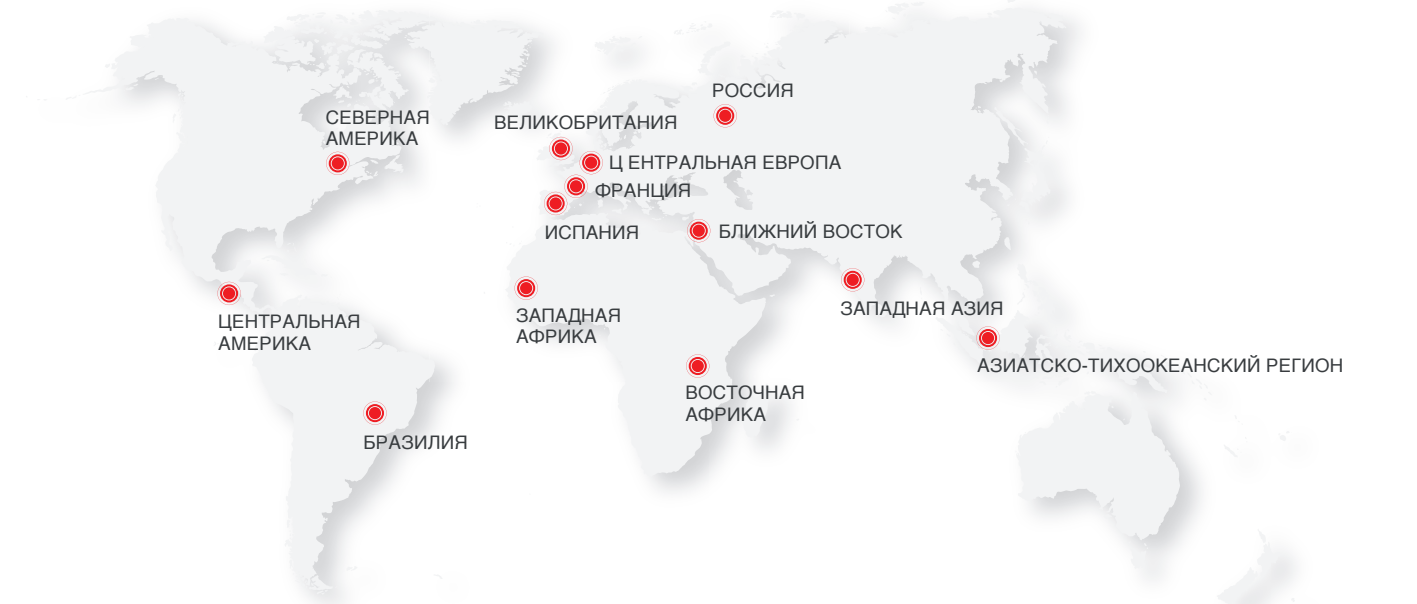 РОССИЯ
СЕВЕРНАЯ
АМЕРИКА
ВЕЛИКОБРИТАНИЯ
Ц ЕНТРАЛЬНАЯ ЕВРОПА
ФРАНЦИЯ
ИСПАНИЯ
БЛИЖНИЙ ВОСТОК
ЗАПАДНАЯ АЗИЯ
ЗАПАДНАЯ
АФРИКА
ЦЕНТРАЛЬНАЯ
АМЕРИКА
АЗИАТСКО-ТИХООКЕАНСКИЙ РЕГИОН
ВОСТОЧНАЯ
АФРИКА
БРАЗИЛИЯ